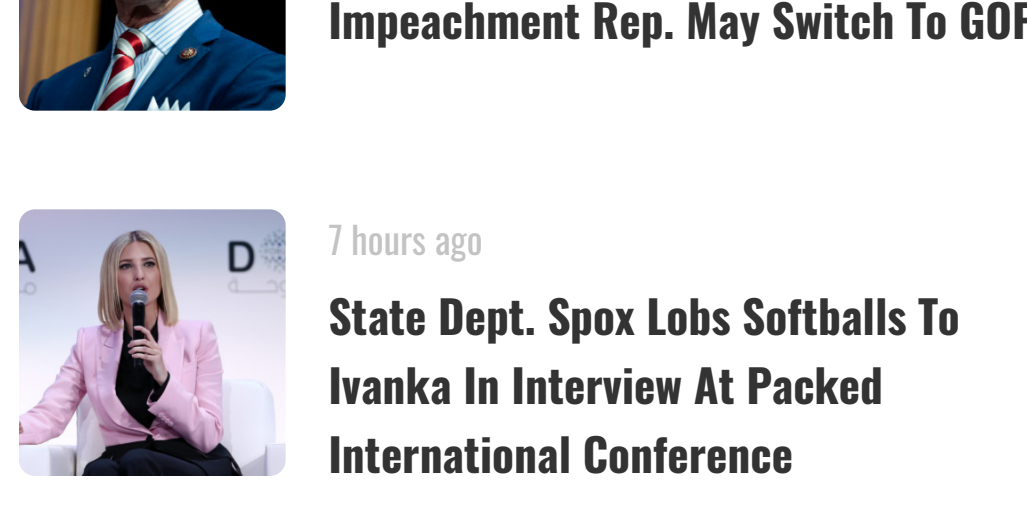 Impeachment Rep. May Switch To GOP
7 hours ago
State Dept. Spox Lobs Softballs To
Ivanka In Interview At Packed
International Conference
A
D